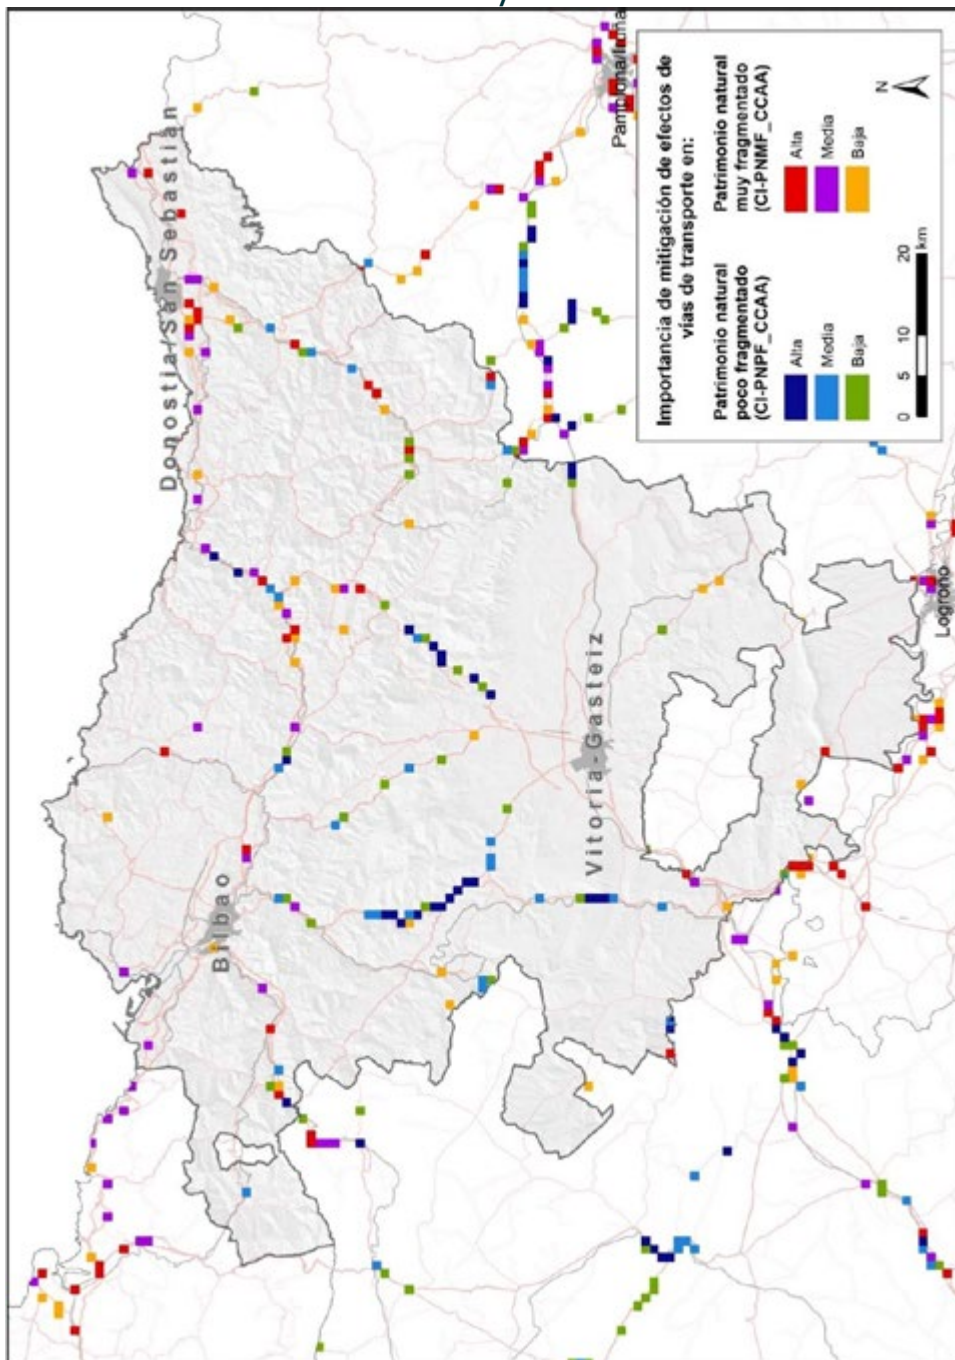 Donostia/San Sebastián
Pamplona/Iruña
Bilbao
Vitoria-Gasteiz
Logroño
Importancia de mitigación de efectos de
vías de transporte en:
Patrimonio natural
poco fragmentado
(CI-PNPF_CCAA)
Alta
Media
Baja
Patrimonio natural
muy fragmentado
(CI-PNMF_CCAA)
Alta
Media
Baja
0 5 10 20
km
N